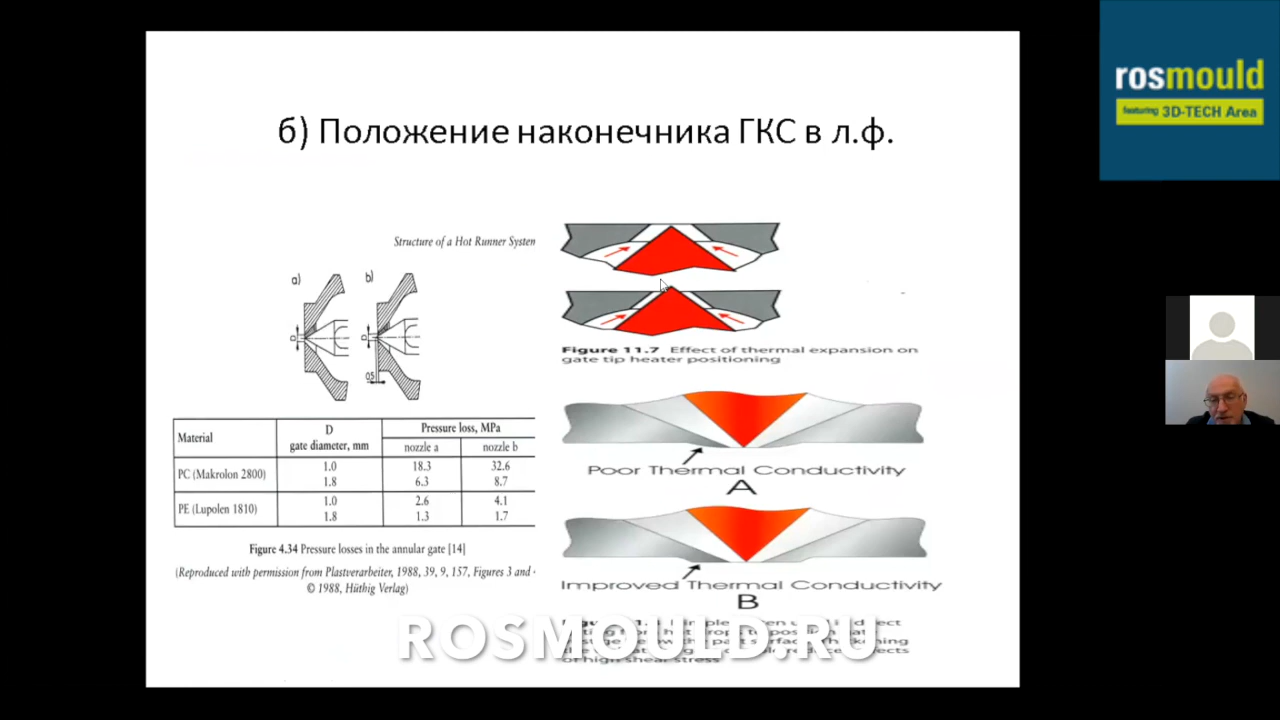 б) Положение наконечника ГКС в л.ф.
rosmould
featuring 3D-TECH Area
Structure of a Hot Runner System
a)
b)
D
D
0.5
Material
D
gate diameter, mm
Pressure loss, MPa
nozzle a
nozzle b
PC (Makrolon 2800)
1.0 18.3 32.6
1.8 6.3 8.7
PE (Lupolen 1810)
1.0 2.6 4.1
1.8 1.3 1.7
Figure 4.34 Pressure losses in the annular gate [14]
(Reproduced with permission from Plastverarbeiter, 1988, 39, 9, 157, Figures 3 and
© 1988, Hüthig Verlag)
Figure 11.7 Effect of thermal expansion on
gate tip heater positioning
Poor Thermal Conductivity
A
Improved Thermal Conductivity
B
of high shear stress
ROSMOULD.RU